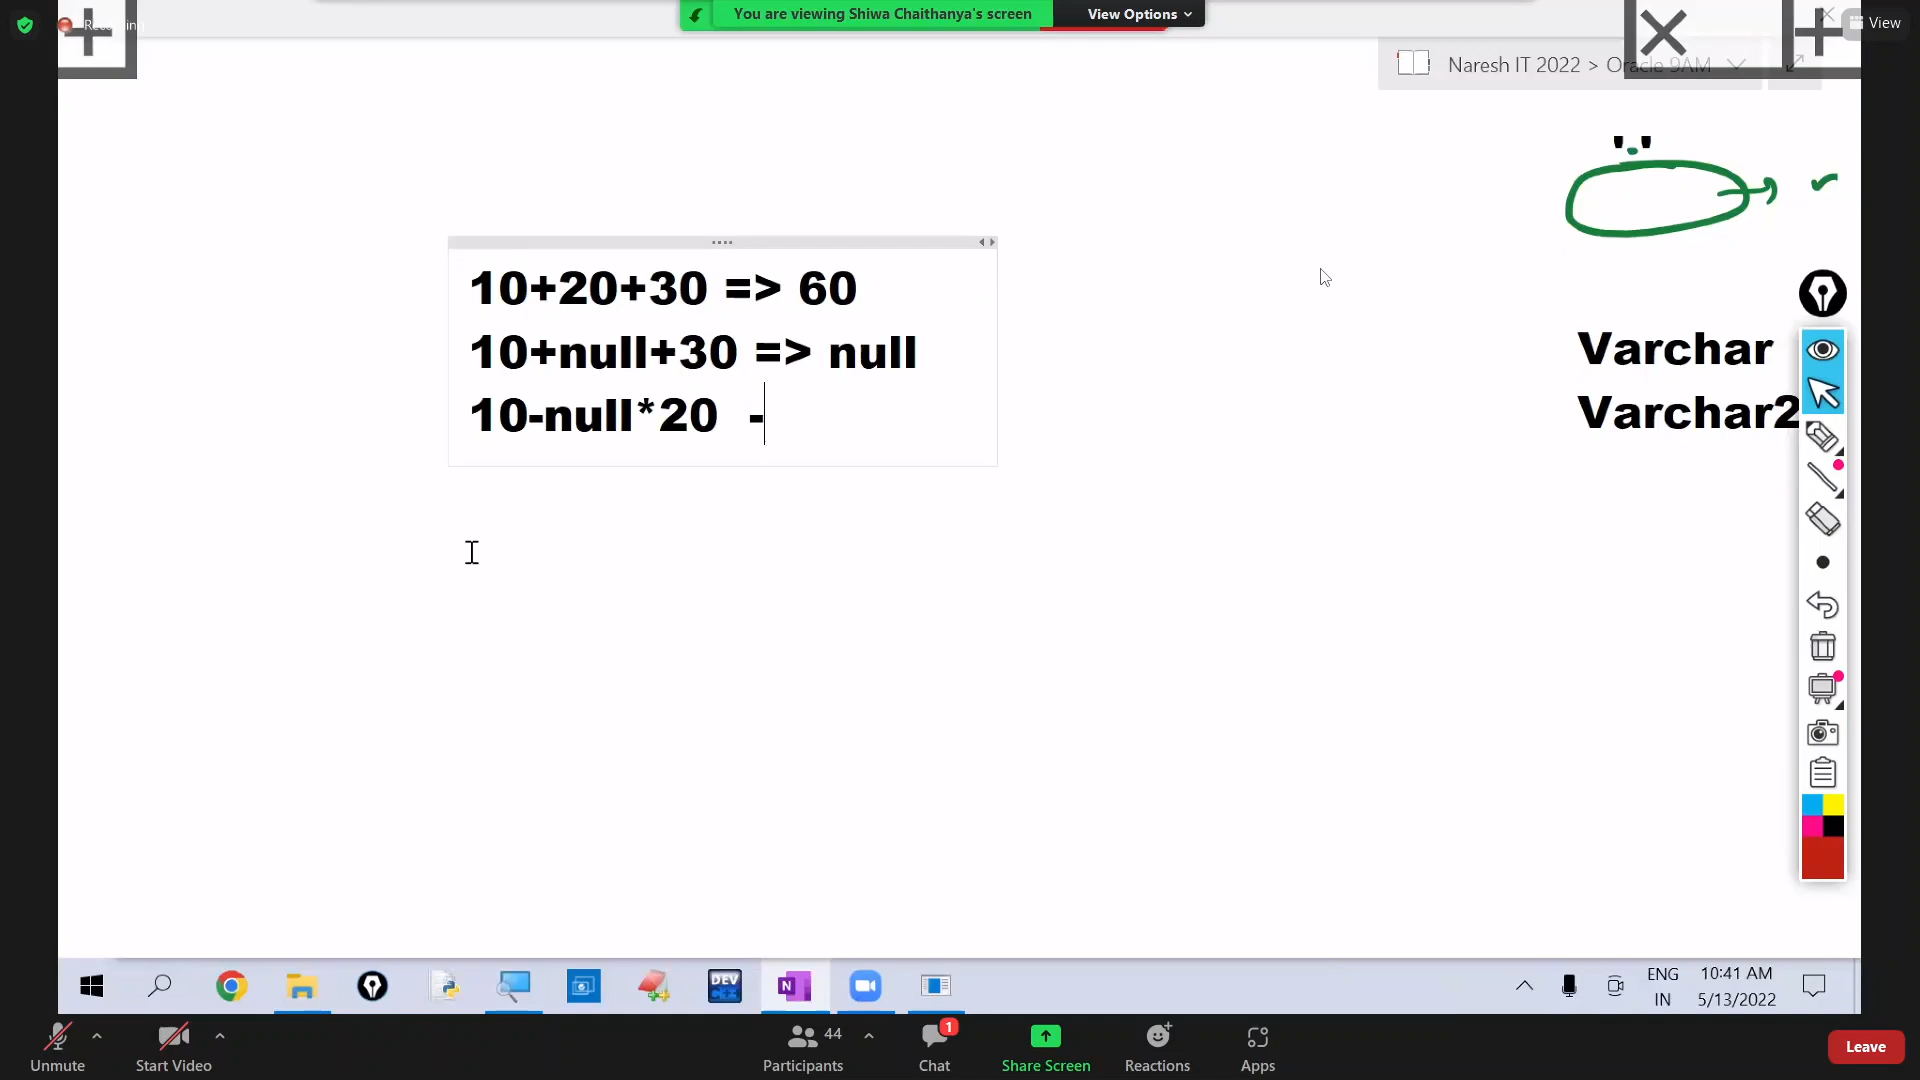 You are viewing Shiwa Chaithanya's screen
View Options
View
Naresh IT 2022 > Oracle 9AM
' '
10+20+30 => 60
10+null+30 => null
10-null*20  -
Varchar
Varchar2
DEV
N
ENG
IN
10:41 AM
5/13/2022
44
1
Unmute
Start Video
Participants
Chat
Share Screen
Reactions
Apps
Leave